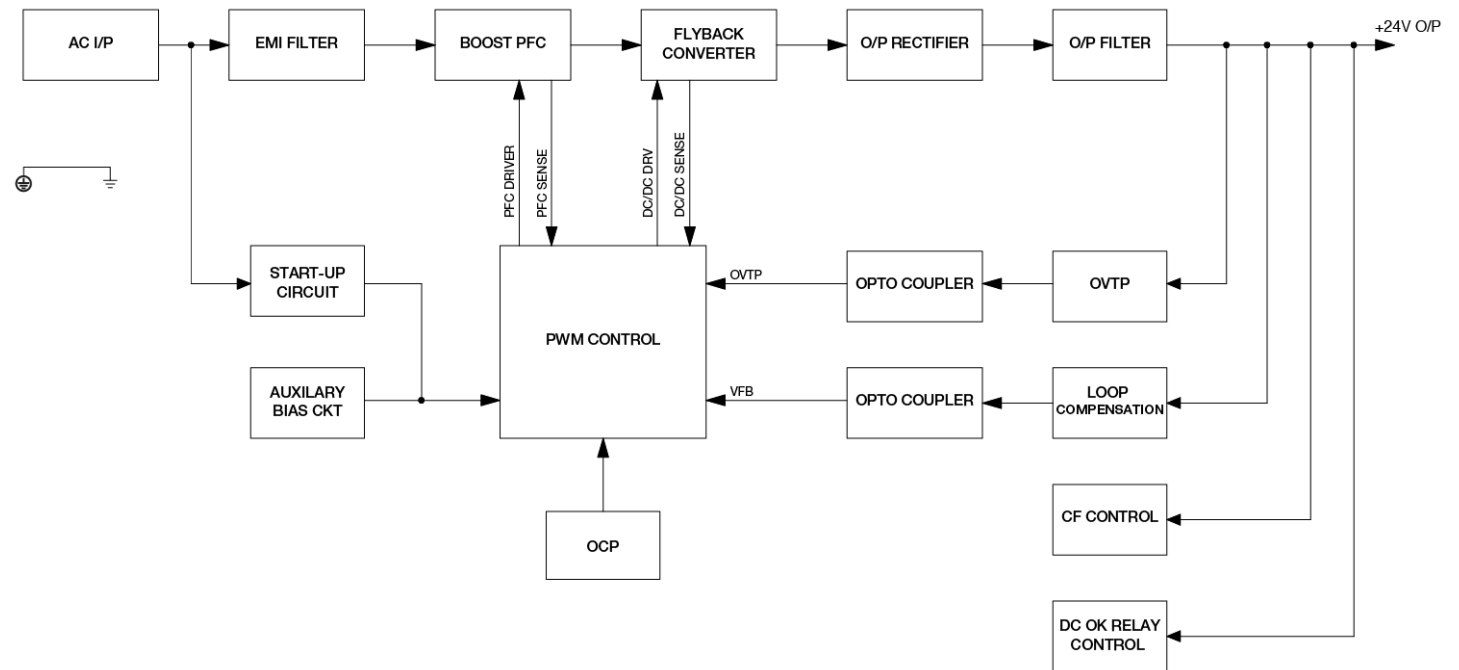 AC I/P
EMI FILTER
BOOST PFC
FLYBACK
CONVERTER
O/P RECTIFIER
O/P FILTER
+24V O/P
PFC DRIVER
PFC SENSE
DC/DC DRV
DC/DC SENSE
START-UP
CIRCUIT
PWM CONTROL
OVTP
OPTO COUPLER
OVTP
AUXILARY
BIAS CKT
VFB
OPTO COUPLER
LOOP
COMPENSATION
OCP
CF CONTROL
DC OK RELAY
CONTROL